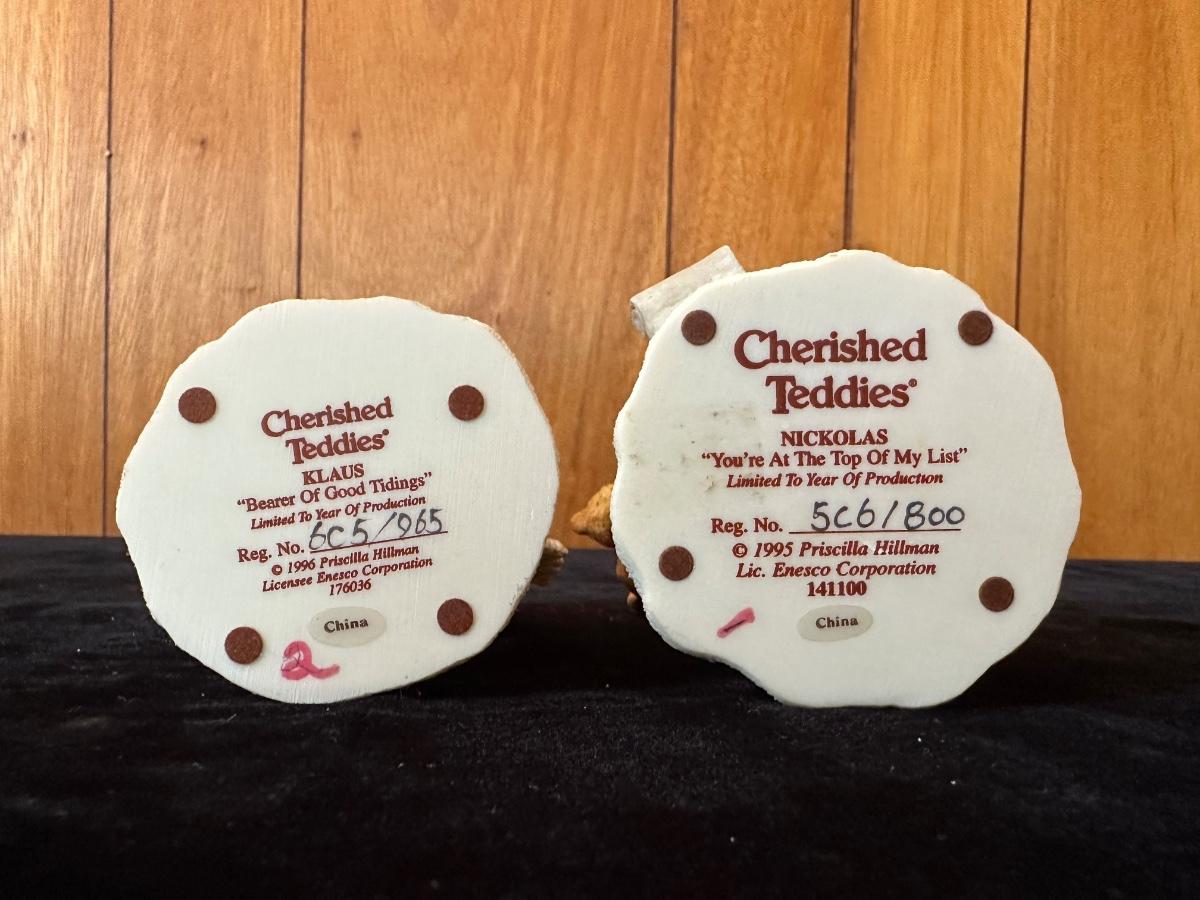 Cherished
Teddies®
KLAUS
"Bearer Of Good Tidings"
Limited To Year Of Production
Reg. No. 6C5/965
© 1996 Priscilla Hillman
Licensee Enesco Corporation
176036
China
2
Cherished
Teddies®
NICKOLAS
"You're At The Top Of My List"
Limited To Year Of Production
Reg. No. 5C6/800
© 1995 Priscilla Hillman
Lic. Enesco Corporation
141100
China